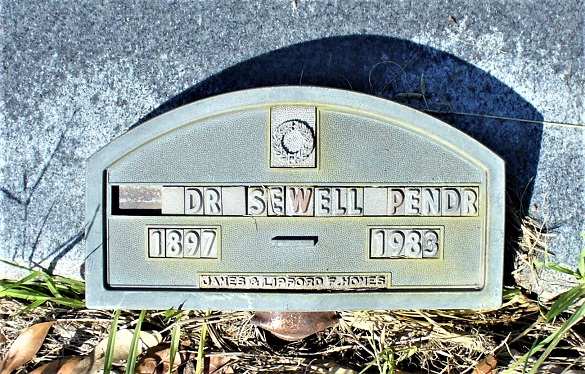 DR SEWELL PENDR
1897 — 1983
JAMES & LIPFORD F. HOMES